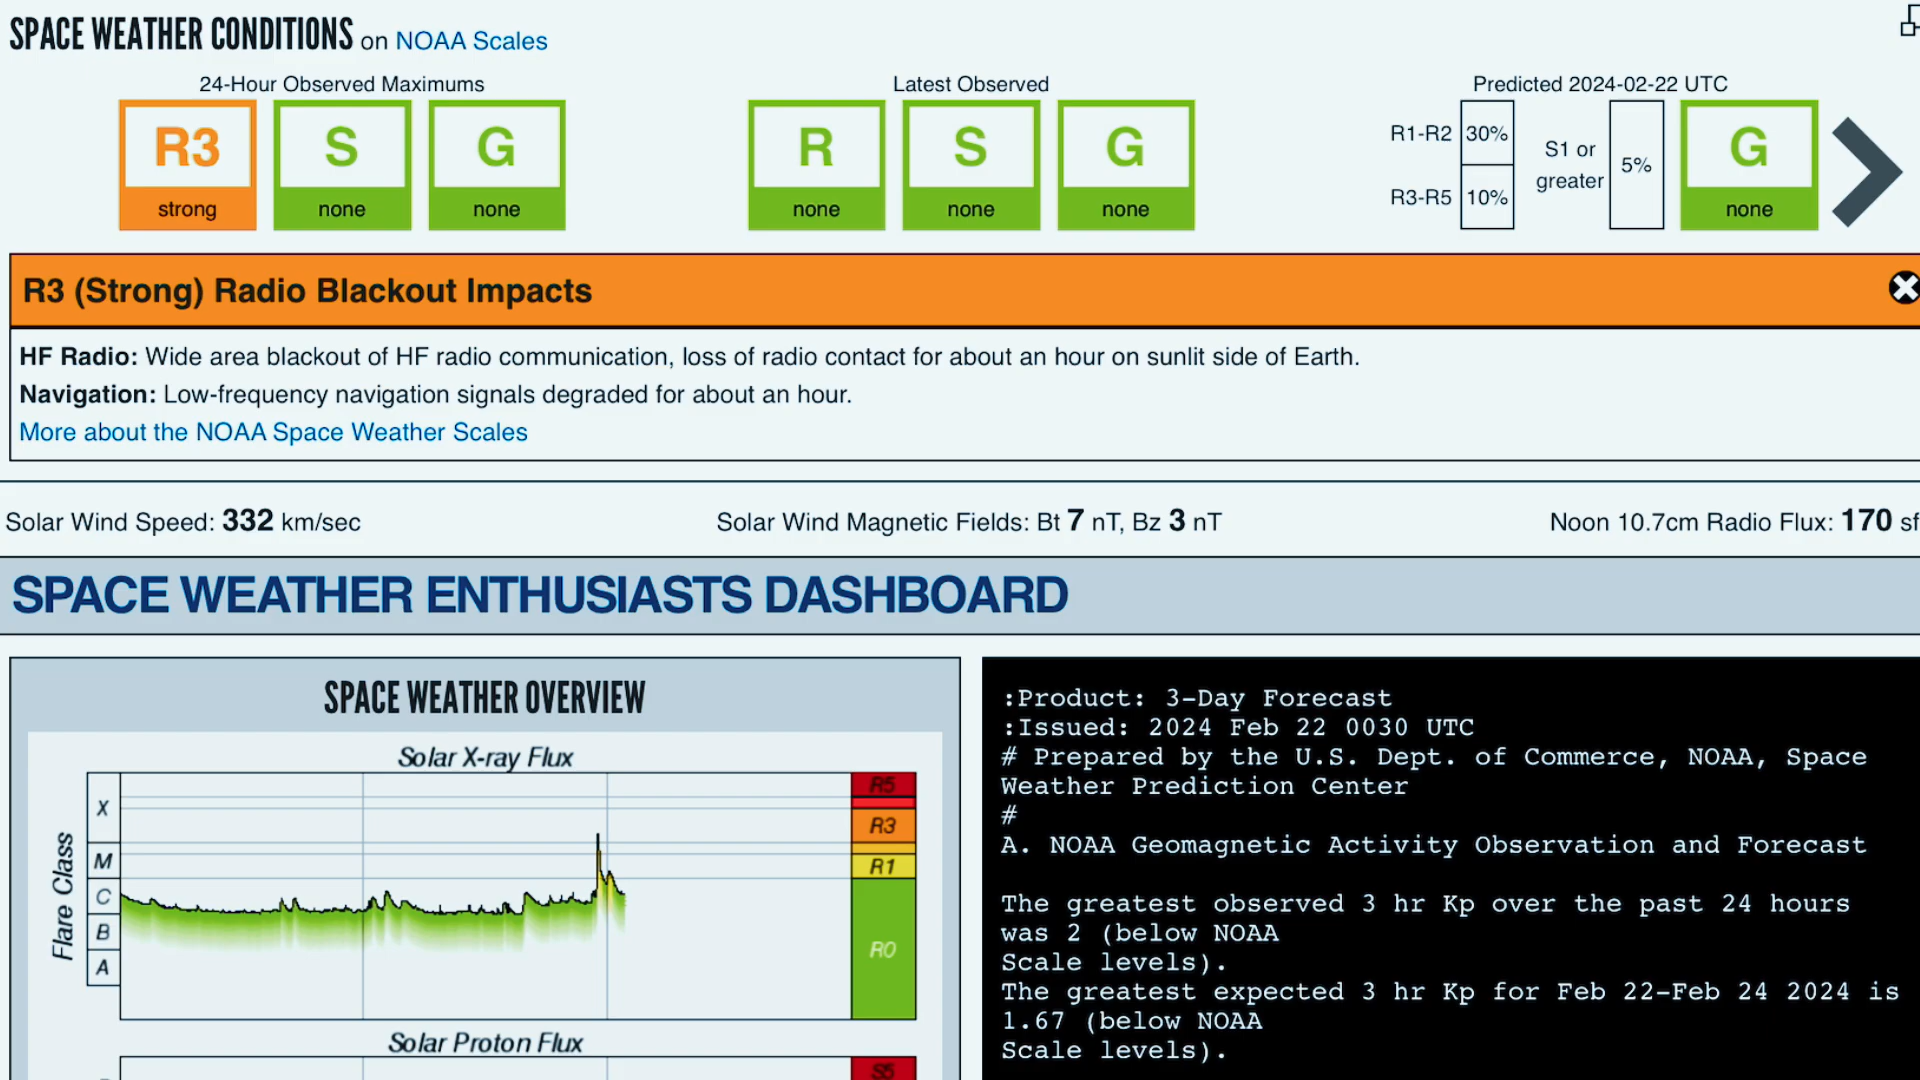 SPACE WEATHER CONDITIONS on NOAA Scales
24-Hour Observed Maximums
R3
strong
S
none
G
none
Latest Observed
R
none
S
none
G
none
Predicted 2024-02-22 UTC
R1-R2 30%
R3-R5 10%
S1 or
greater
5%
G
none
R3 (Strong) Radio Blackout Impacts
HF Radio: Wide area blackout of HF radio communication, loss of radio contact for about an hour on sunlit side of Earth.
Navigation: Low-frequency navigation signals degraded for about an hour.
More about the NOAA Space Weather Scales
Solar Wind Speed: 332 km/sec
Solar Wind Magnetic Fields: Bt 7 nT, Bz 3 nT
Noon 10.7cm Radio Flux: 170 sf
SPACE WEATHER ENTHUSIASTS DASHBOARD
SPACE WEATHER OVERVIEW
Solar X-ray Flux
Flare Class
X
M
C
B
A
R5
R3
R1
R0
Solar Proton Flux
S5
:Product: 3-Day Forecast
:Issued: 2024 Feb 22 0030 UTC
# Prepared by the U.S. Dept. of Commerce, NOAA, Space
Weather Prediction Center
#
A. NOAA Geomagnetic Activity Observation and Forecast
The greatest observed 3 hr Kp over the past 24 hours
was 2 (below NOAA
Scale levels).
The greatest expected 3 hr Kp for Feb 22-Feb 24 2024 is
1.67 (below NOAA
Scale levels).